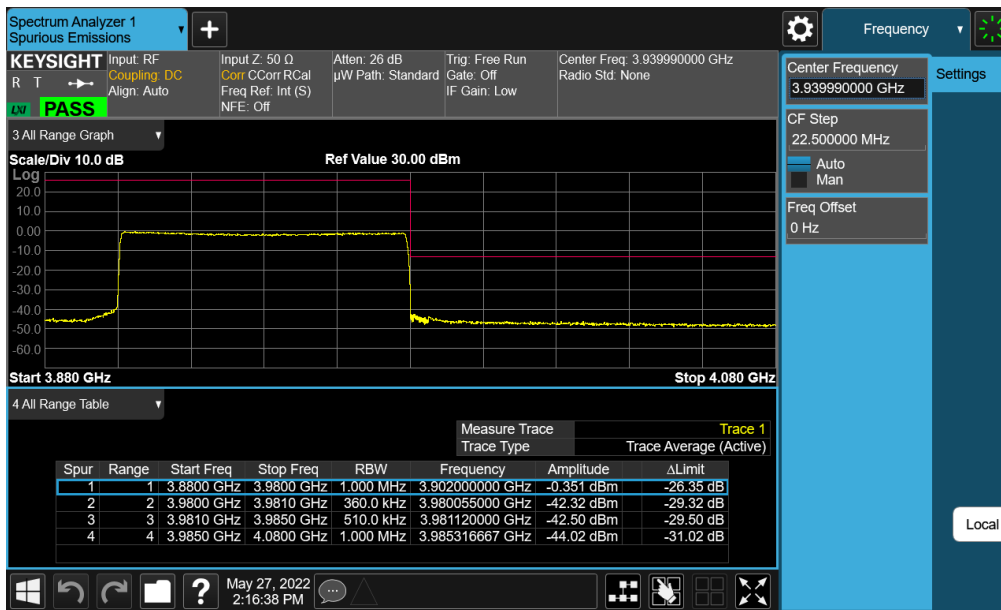 Spectrum Analyzer 1
Spurious Emissions
+
Frequency
KEYSIGHT
R T
LXI PASS
Input: RF
Coupling: DC
Align: Auto
Input Z: 50 Ω
Corr CCorr RCal
Freq Ref: Int (S)
NFE: Off
Atten: 26 dB
µW Path: Standard
Trig: Free Run
Gate: Off
IF Gain: Low
Center Freq: 3.939990000 GHz
Radio Std: None
Center Frequency
3.939990000 GHz
Settings
CF Step
22.500000 MHz
Auto
Man
Freq Offset
0 Hz
3 All Range Graph
Scale/Div 10.0 dB Ref Value 30.00 dBm
Log
20.0
10.0
0.00
-10.0
-20.0
-30.0
-40.0
-50.0
-60.0
Start 3.880 GHz Stop 4.080 GHz
4 All Range Table
Measure Trace Trace 1
Trace Type Trace Average (Active)
Spur Range Start Freq Stop Freq RBW Frequency Amplitude ΔLimit
1 1 3.8800 GHz 3.9800 GHz 1.000 MHz 3.902000000 GHz -0.351 dBm -26.35 dB
2 2 3.9800 GHz 3.9810 GHz 360.0 kHz 3.980055000 GHz -42.32 dBm -29.32 dB
3 3 3.9810 GHz 3.9850 GHz 510.0 kHz 3.981120000 GHz -42.50 dBm -29.50 dB
4 4 3.9850 GHz 4.0800 GHz 1.000 MHz 3.985316667 GHz -44.02 dBm -31.02 dB
Local
?
May 27, 2022
2:16:38 PM